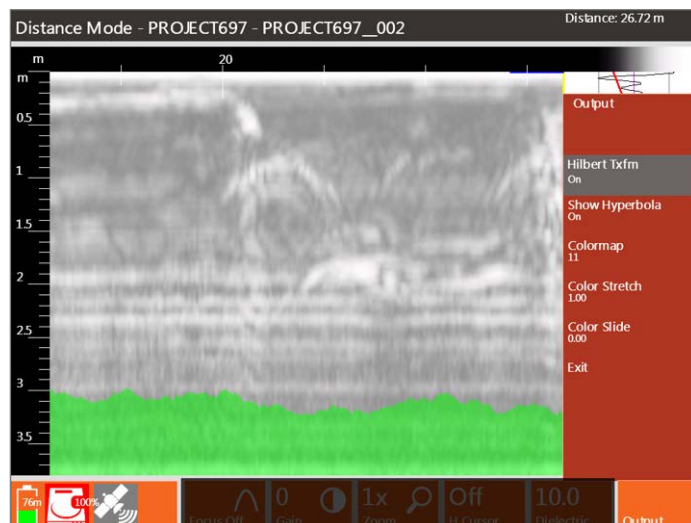 Distance Mode - PROJECT697 - PROJECT697__002
Distance: 26.72 m
m
20
m
0.5
1
1.5
2
2.5
3
3.5
Output
Hilbert Txfm
On
Show Hyperbola
On
Colormap
11
Color Stretch
1.00
Color Slide
0.00
Exit
76m
100%
0
1x
Off
10.0
Focus Off
Gain
Zoom
H Cursor
Dielectric
Output